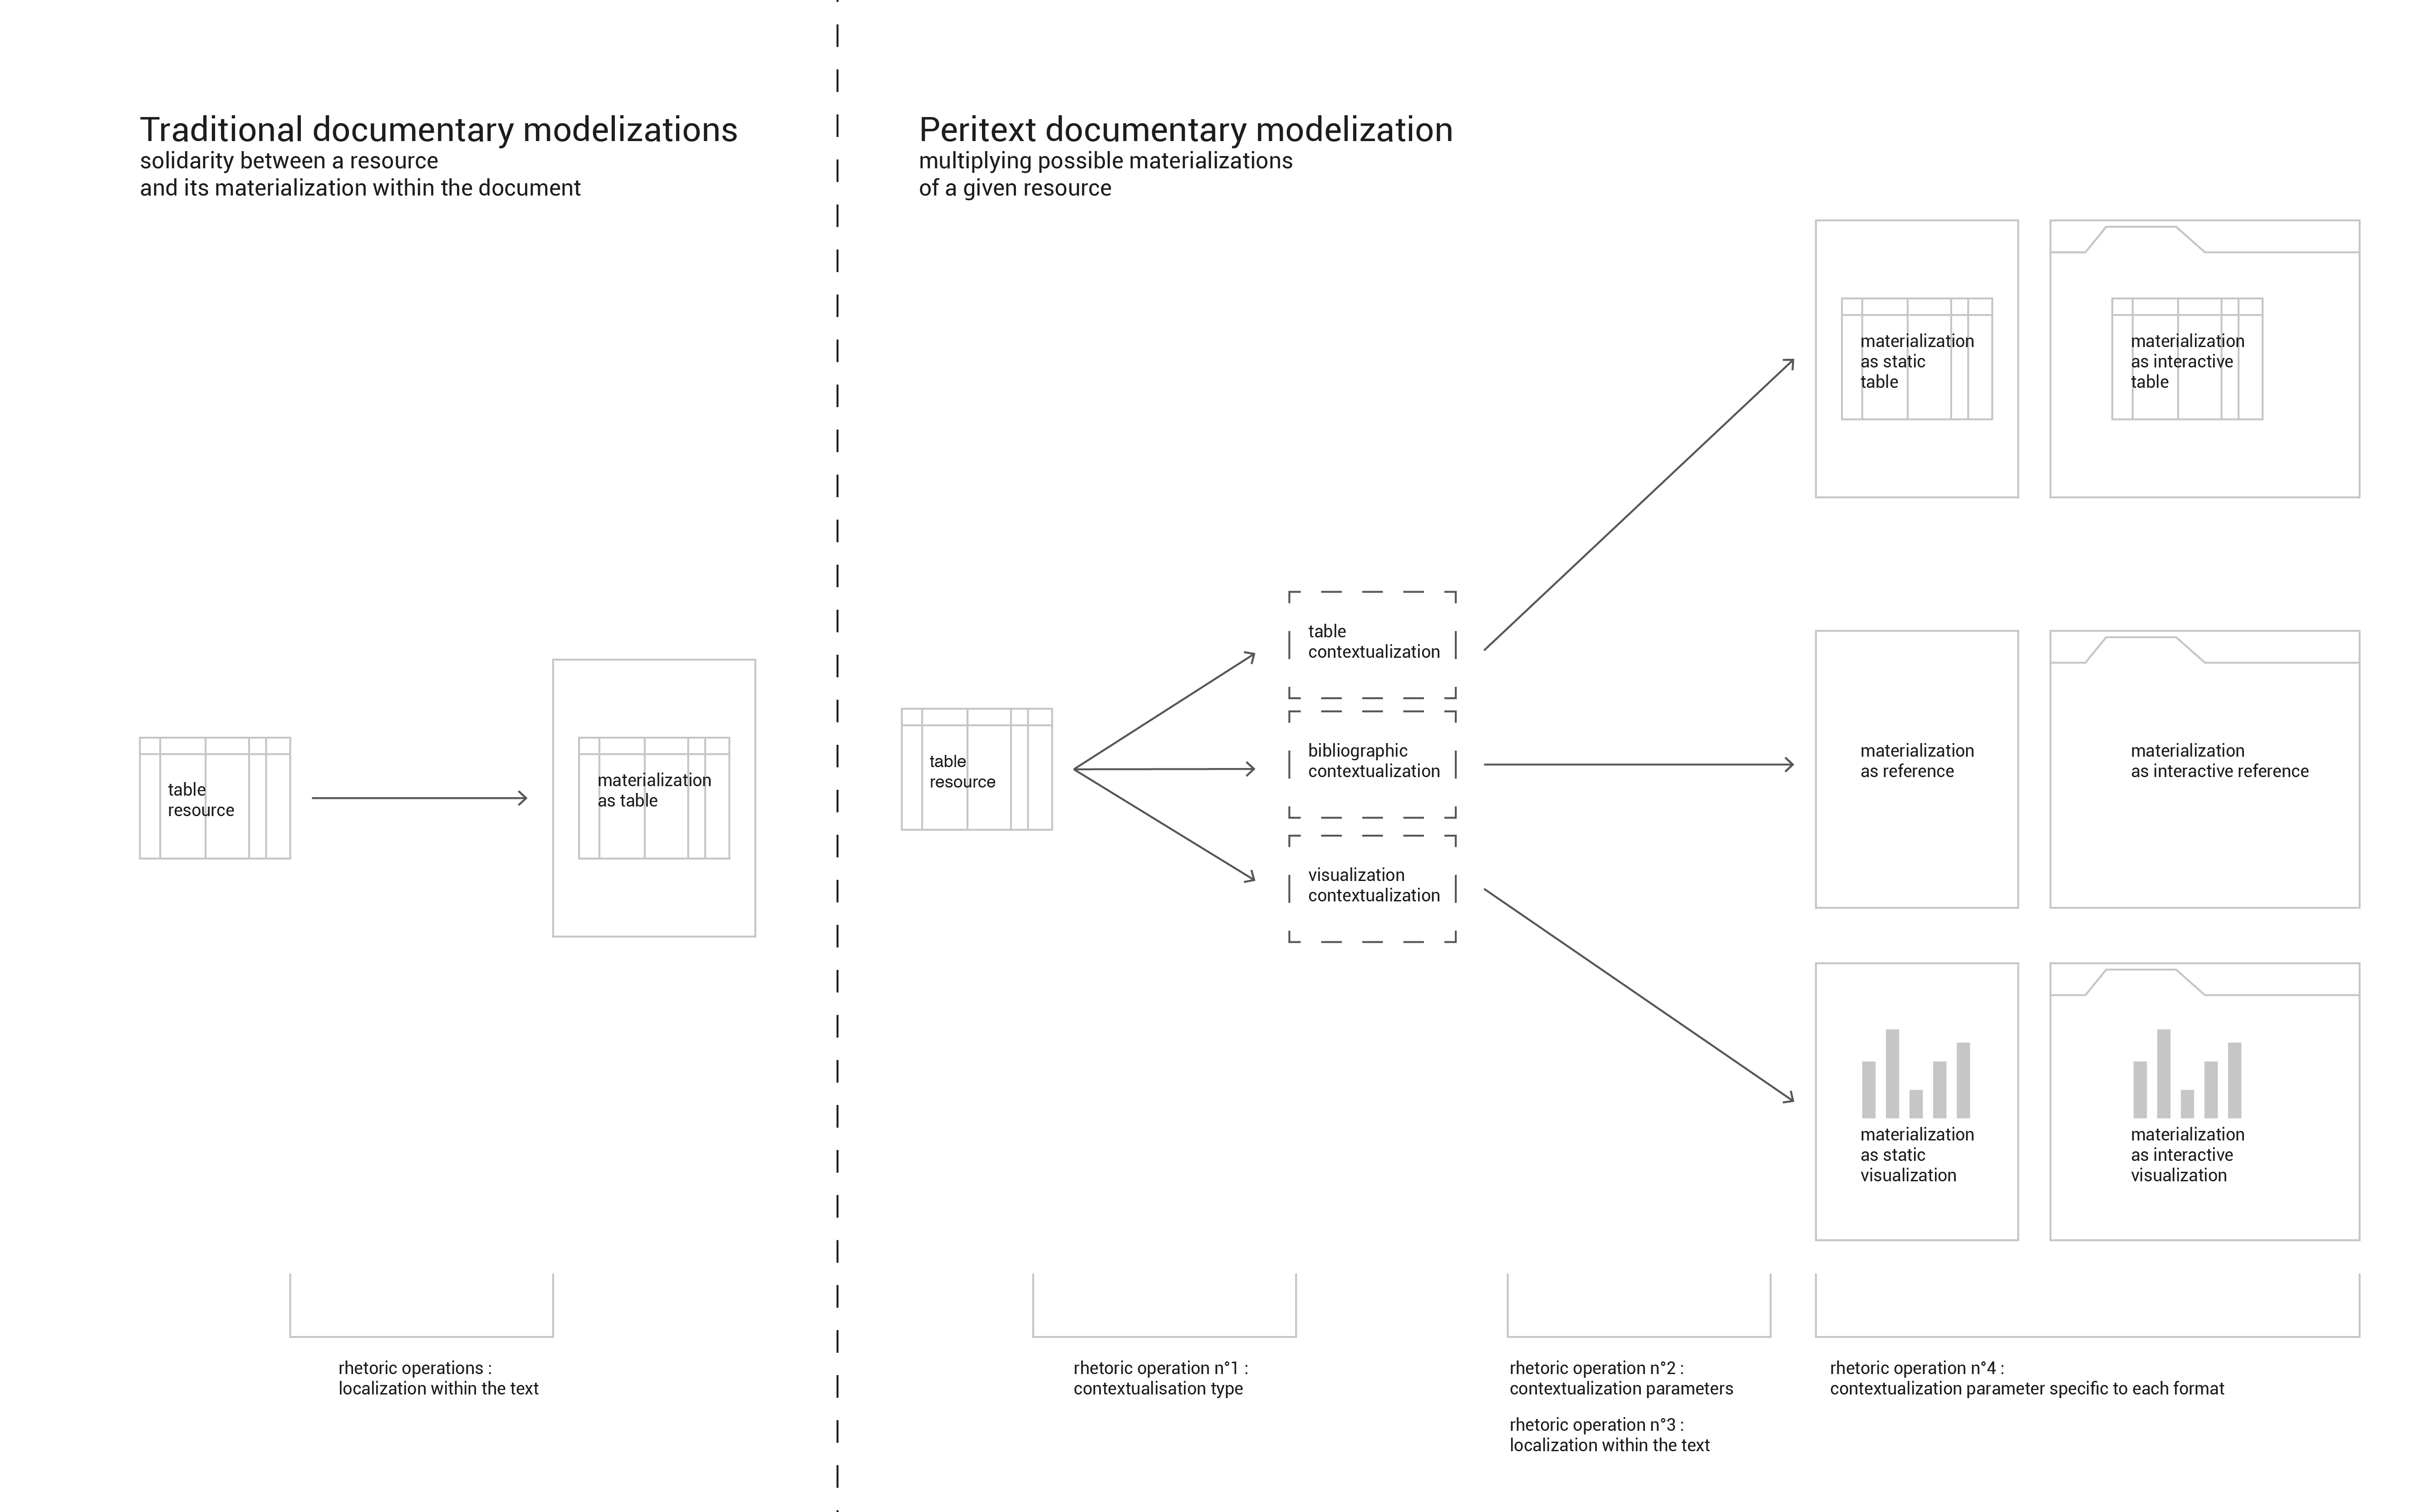 Traditional documentary modelizations
solidarity between a resource
and its materialization within the document
table
resource
materialization
as table
rhetoric operations :
localization within the text
Peritext documentary modelization
multiplying possible materializations
of a given resource
table
resource
table
contextualization
bibliographic
contextualization
visualization
contextualization
materialization
as static
table
materialization
as interactive
table
materialization
as reference
materialization
as interactive reference
materialization
as static
visualization
materialization
as interactive
visualization
rhetoric operation n°1 :
contextualisation type
rhetoric operation n°2 :
contextualization parameters
rhetoric operation n°3 :
localization within the text
rhetoric operation n°4 :
contextualization parameter specific to each format